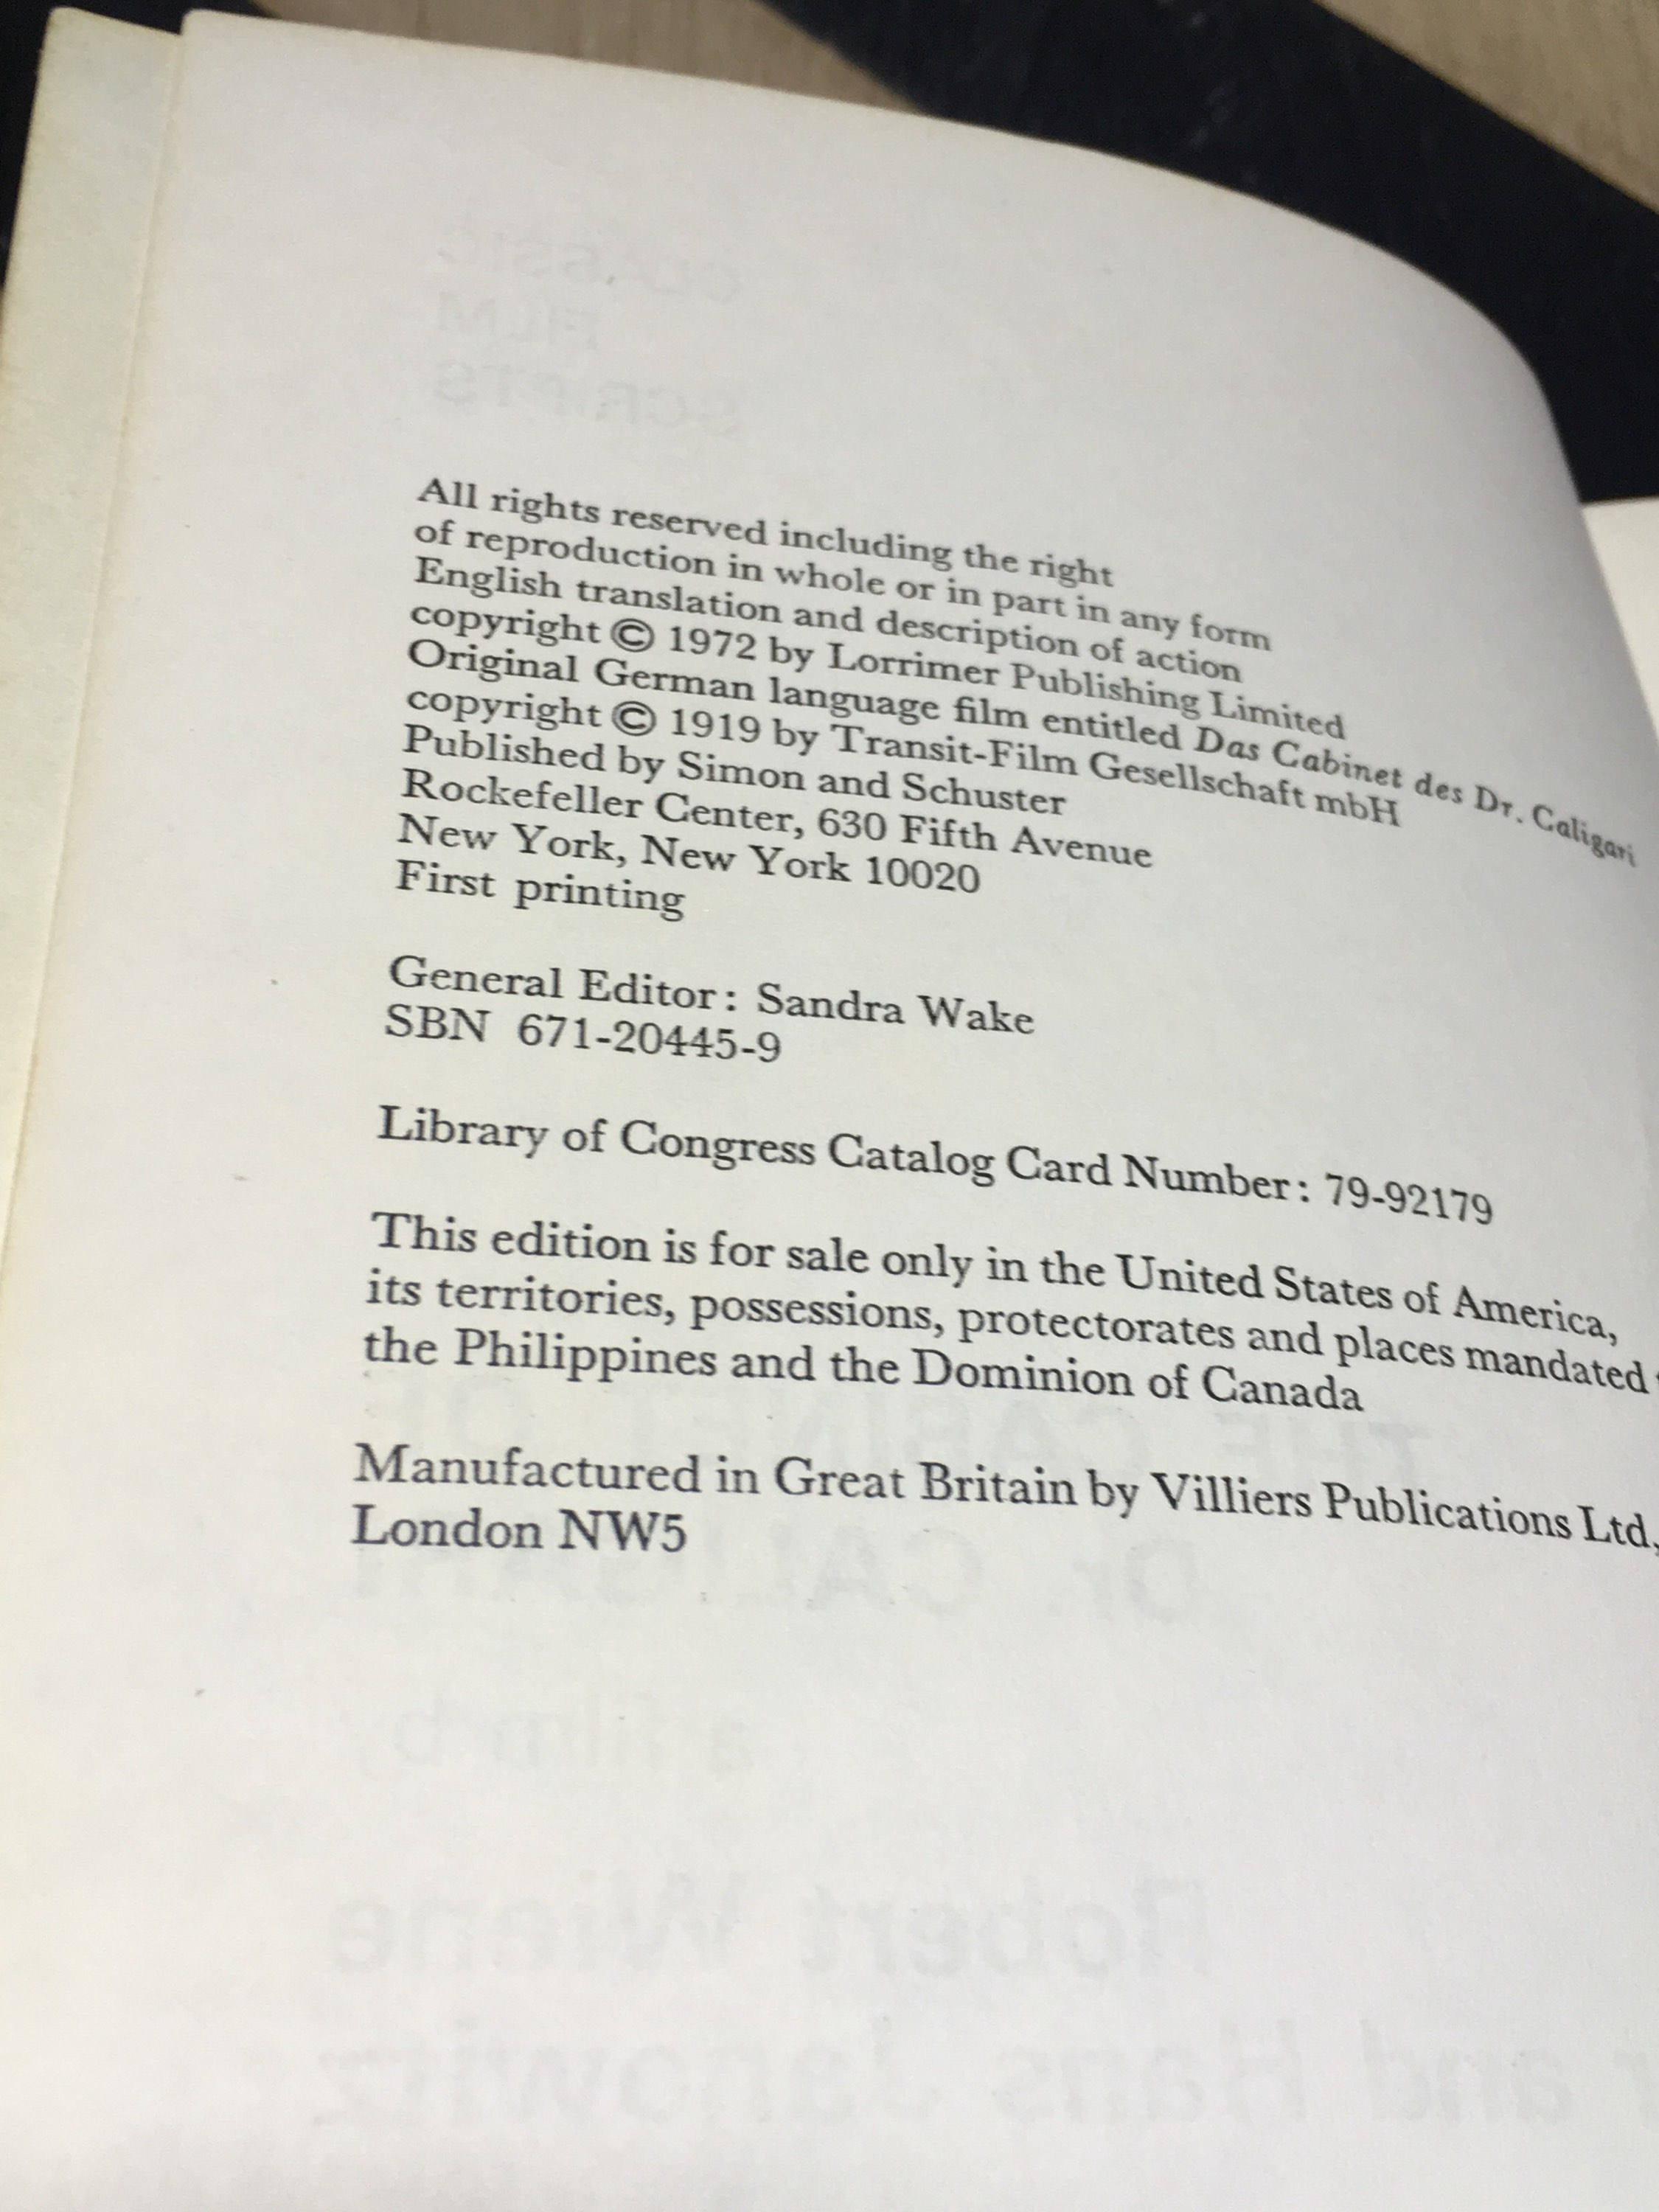 All rights reserved including the right
of reproduction in whole or in part in any form
English translation and description of action
copyright © 1972 by Lorrimer Publishing Limited
Original German language film entitled Das Cabinet des Dr. Caligari
copyright © 1919 by Transit-Film Gesellschaft mbH
Published by Simon and Schuster
Rockefeller Center, 630 Fifth Avenue
New York, New York 10020
First printing
General Editor: Sandra Wake
SBN 671-20445-9
Library of Congress Catalog Card Number: 79-92179
This edition is for sale only in the United States of America,
its territories, possessions, protectorates and places mandated
the Philippines and the Dominion of Canada
Manufactured in Great Britain by Villiers Publications Ltd,
London NW5